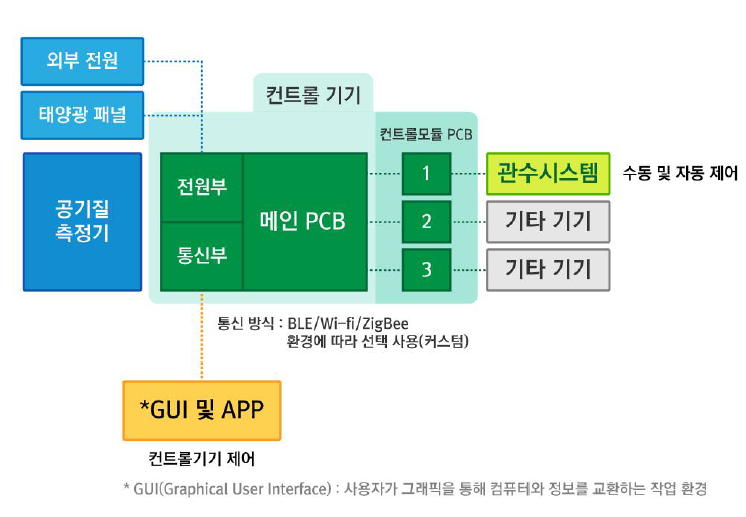 외부 전원
태양광 패널
컨트롤 기기
컨트롤모듈 PCB
공기질
측정기
전원부
통신부
메인 PCB
1
2
3
관수시스템
기타 기기
기타 기기
수동 및 자동 제어
통신 방식 : BLE/Wi-fi/ZigBee
환경에 따라 선택 사용(커스텀)
*GUI 및 APP
컨트롤기기 제어
* GUI(Graphical User Interface) : 사용자가 그래픽을 통해 컴퓨테와 정보를 교환하는 작업 환경